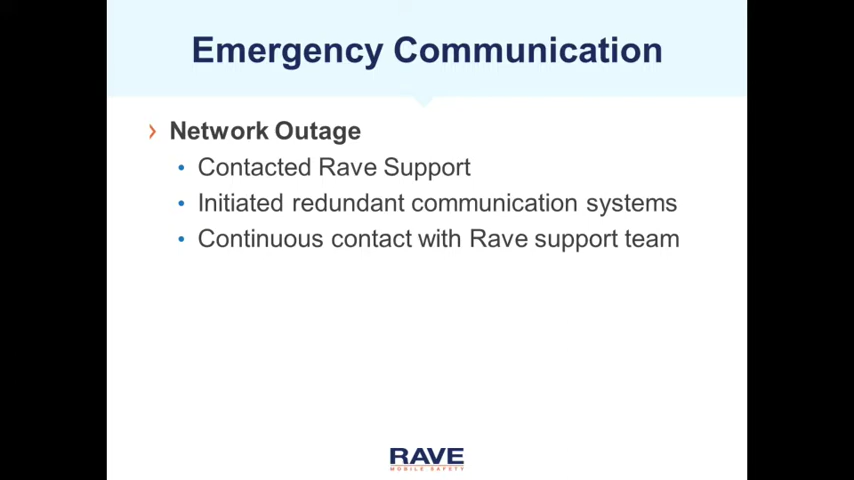 Emergency Communication
› Network Outage
• Contacted Rave Support
• Initiated redundant communication systems
• Continuous contact with Rave support team
RAVE
MOBILE SAFETY